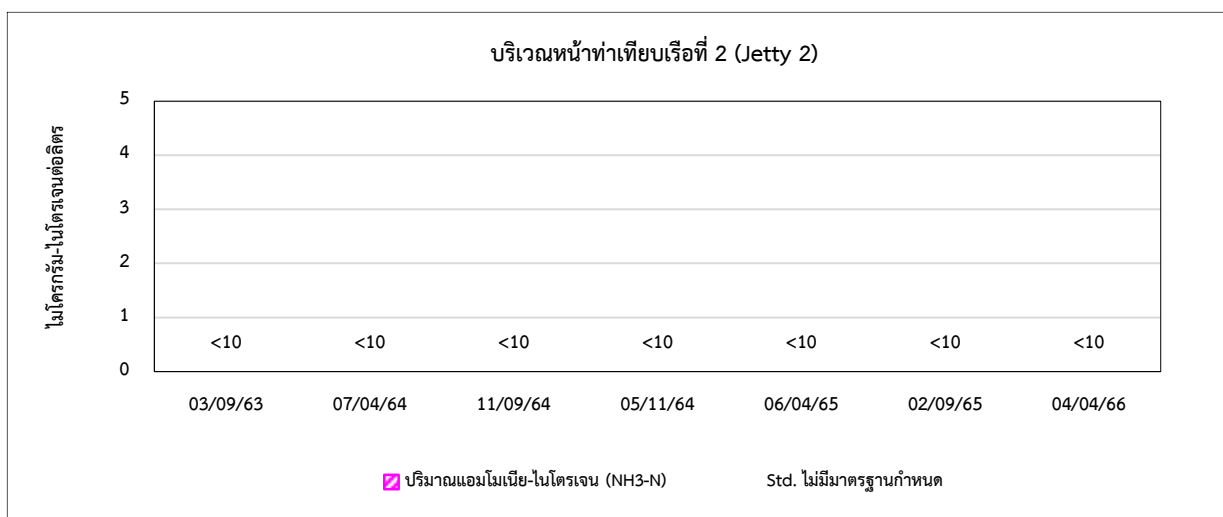 บริเวณหน้าท่าเทียบเรือที่ 2 (Jetty 2)
ไมโครกรัม-ไนโตรเจนต่อลิตร
5
4
3
2
1
0
<10 <10 <10 <10 <10 <10 <10
03/09/63 07/04/64 11/09/64 05/11/64 06/04/65 02/09/65 04/04/66
ปริมาณแอมโมเนีย-ไนโตรเจน (NH3-N) Std. ไม่มีมาตรฐานกำหนด